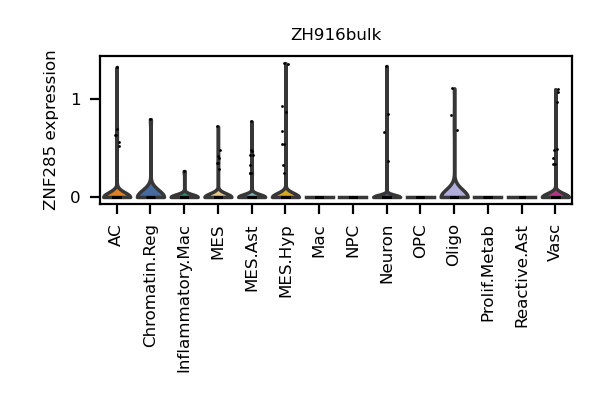 ZH916bulk
ZNF285 expression
1
0
AC
Chromatin.Reg
Inflammatory.Mac
MES
MES.Ast
MES.Hyp
Mac
NPC
Neuron
OPC
Oligo
Prolif.Metab
Reactive.Ast
Vasc